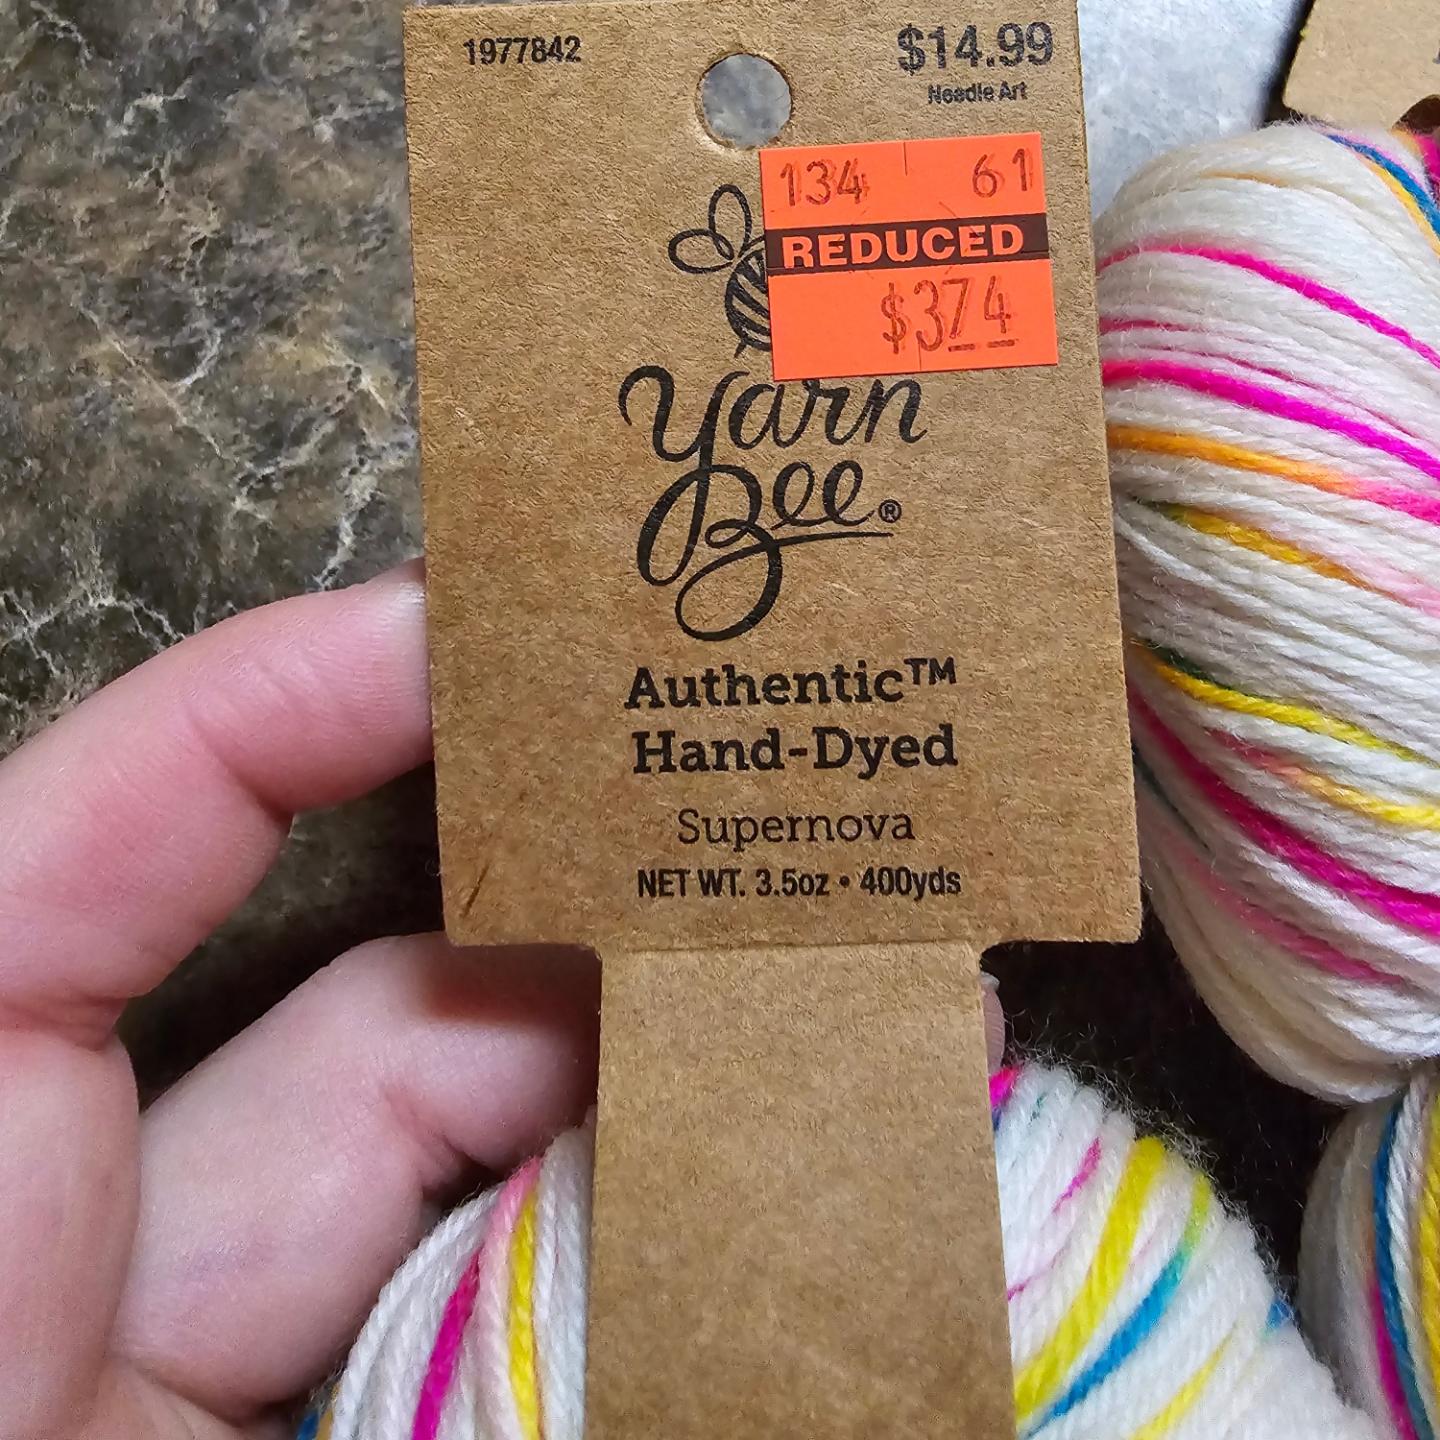 1977842
$14.99
Needle Art
134 61
REDUCED
$374
Yarn
Bee®
Authentic™
Hand-Dyed
Supernova
NET WT. 3.5oz • 400yds